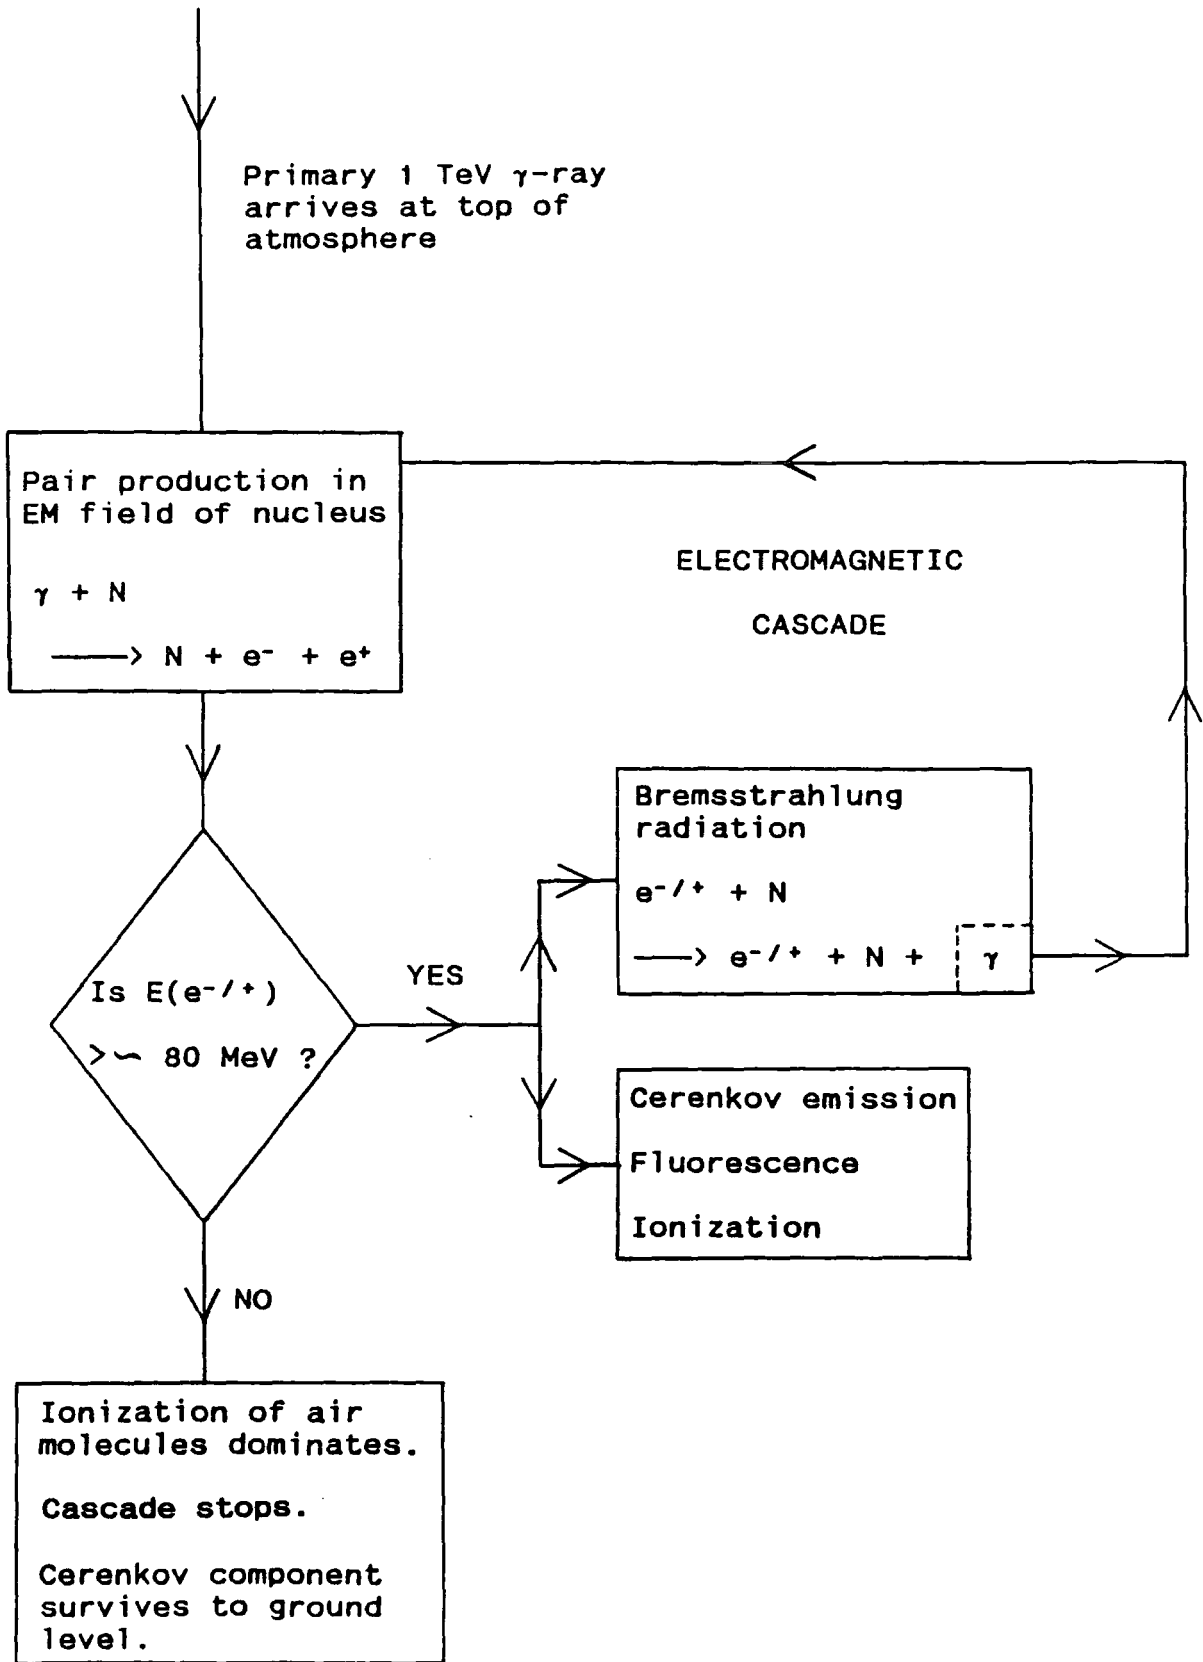 Primary 1 TeV γ-ray
arrives at top of
atmosphere
Pair production in
EM field of nucleus
γ + N
⟶ N + e⁻ + e⁺
ELECTROMAGNETIC
CASCADE
Bremsstrahlung
radiation
e⁻/⁺ + N
⟶ e⁻/⁺ + N + γ
Is E(e⁻/⁺)
>∽ 80 MeV ?
YES
Cerenkov emission
Fluorescence
Ionization
NO
Ionization of air
molecules dominates.
Cascade stops.
Cerenkov component
survives to ground
level.